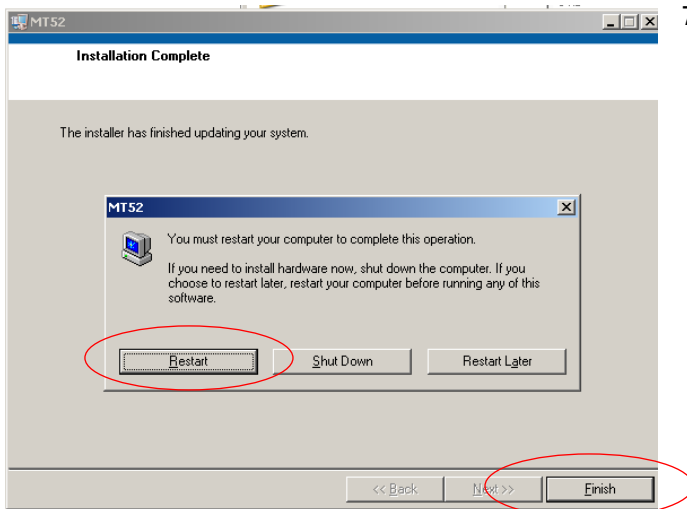 MT52
Installation Complete
The installer has finished updating your system.
MT52
You must restart your computer to complete this operation.
If you need to install hardware now, shut down the computer. If you
choose to restart later, restart your computer before running any of this
software.
Restart
Shut Down
Restart Later
<< Back
Next >>
Finish